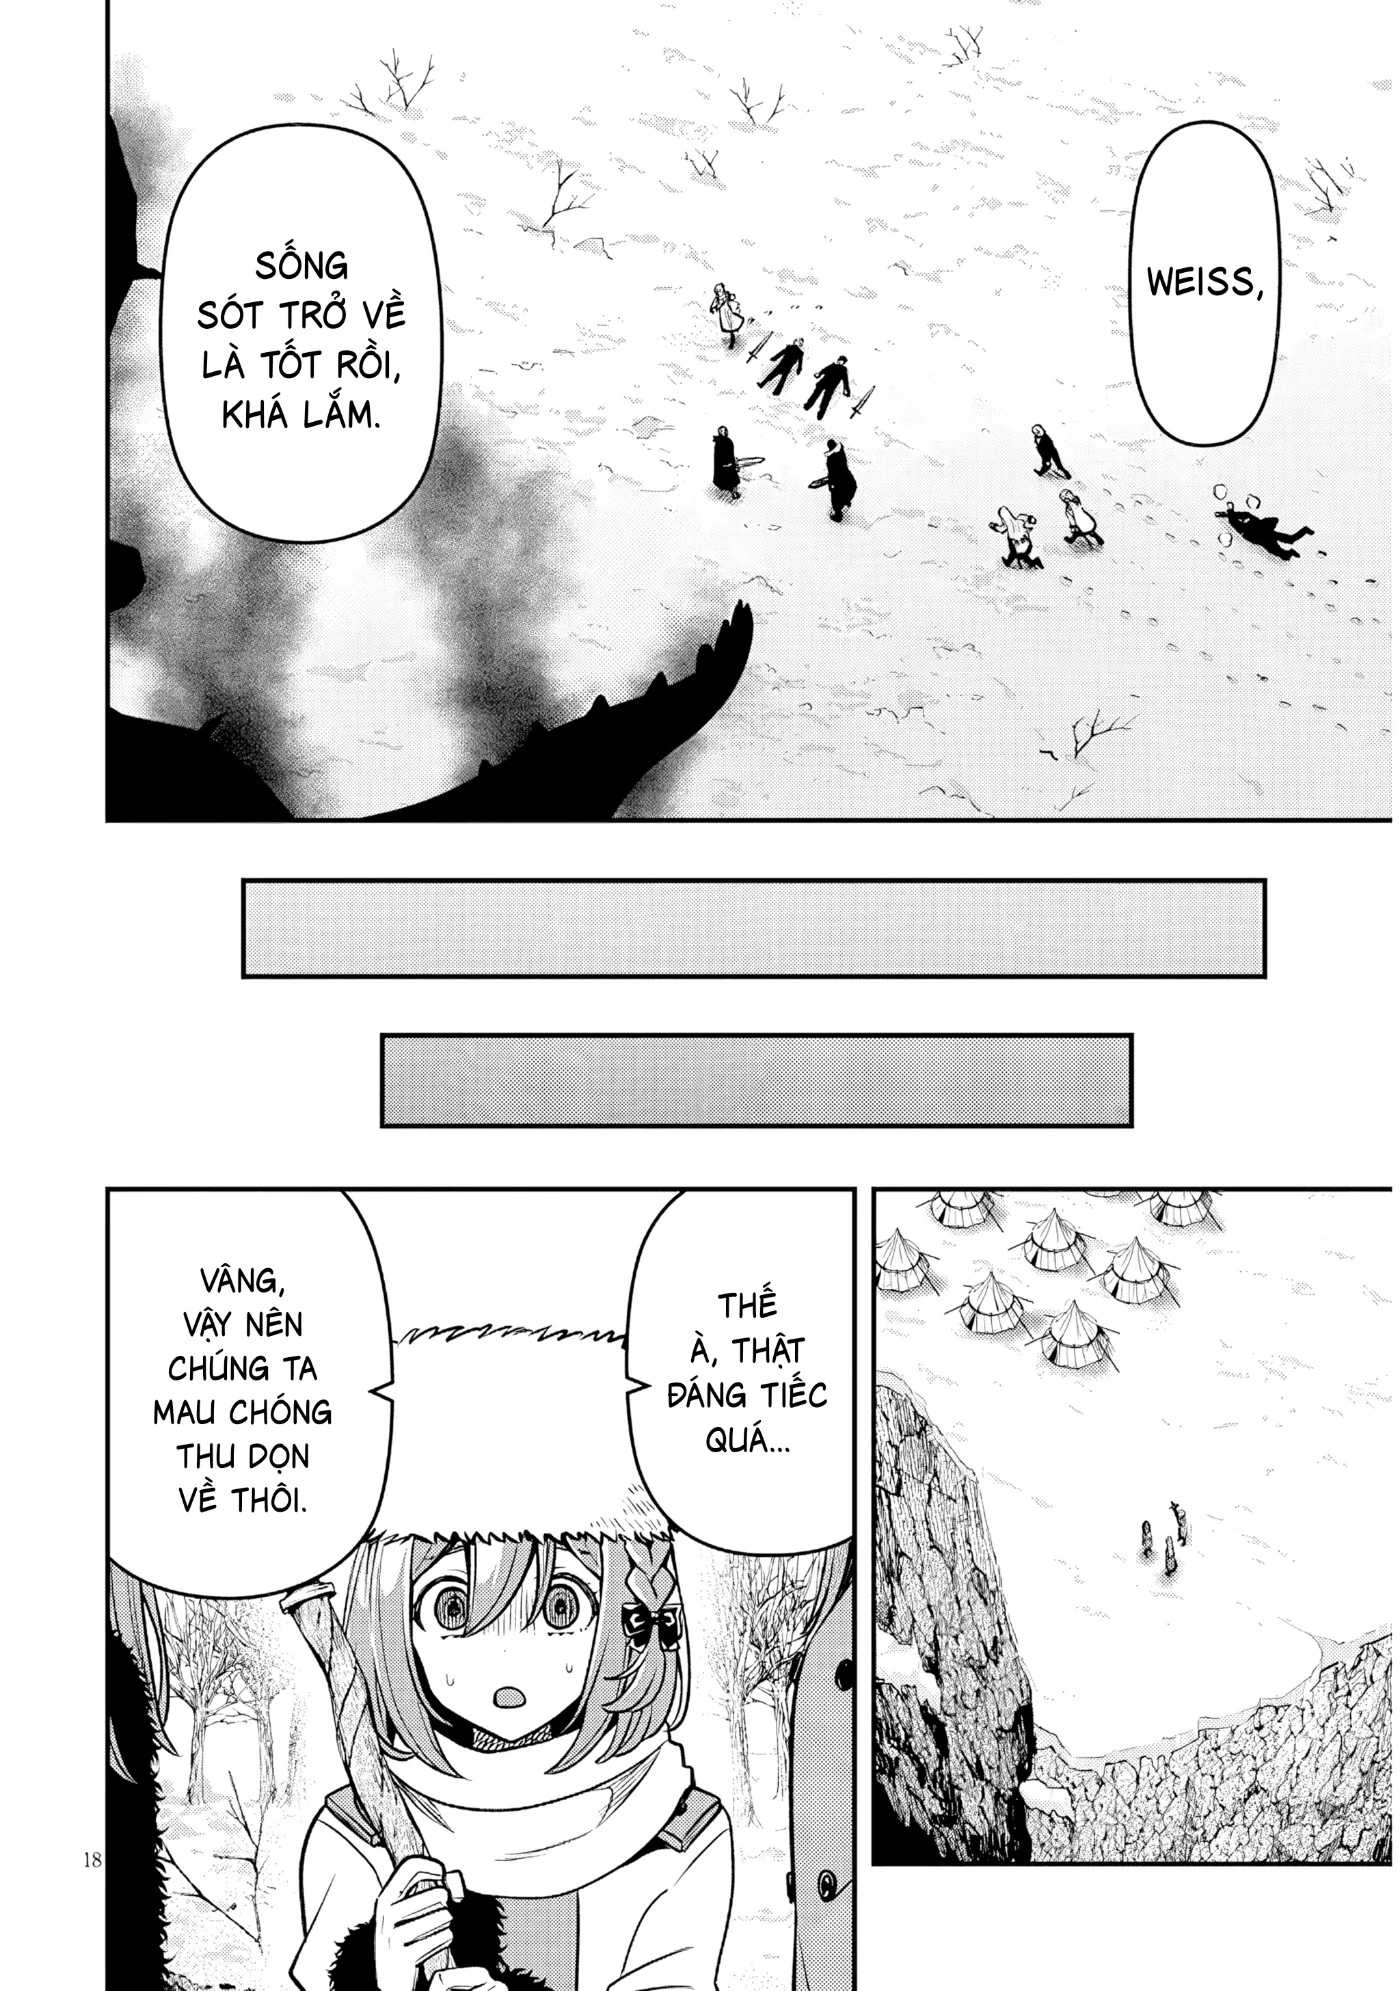 WEISS,
SỐNG
SÓT TRỞ VỀ
LÀ TỐT RỒI,
KHÁ LẮM.
THẾ
À, THẬT
ĐÁNG TIẾC
QUÁ...
VÂNG,
VẬY NÊN
CHÚNG TA
MAU CHÓNG
THU DỌN
VỀ THÔI.
18